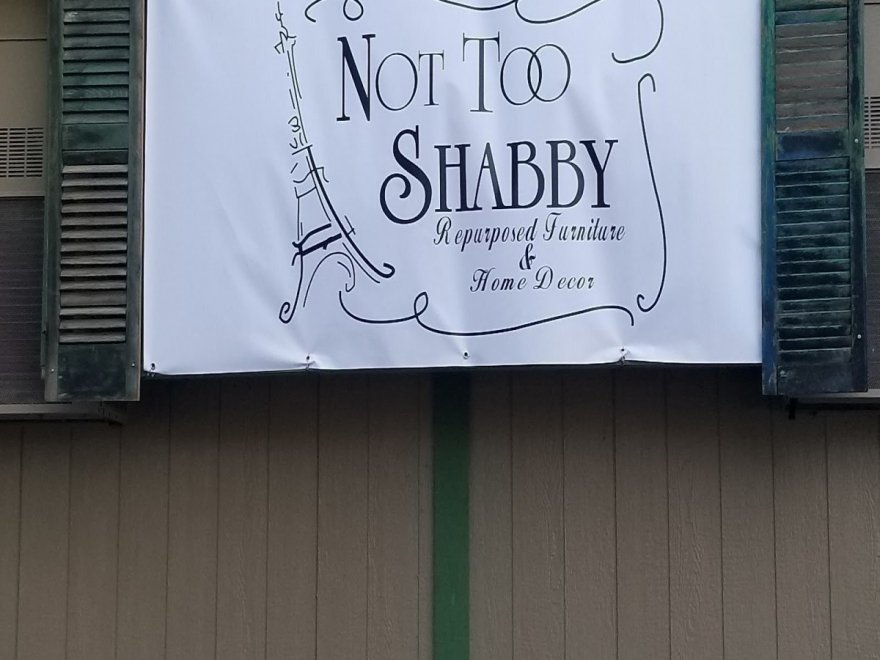 Not Too
Shabby
Repurposed Furniture
&
Home Decor